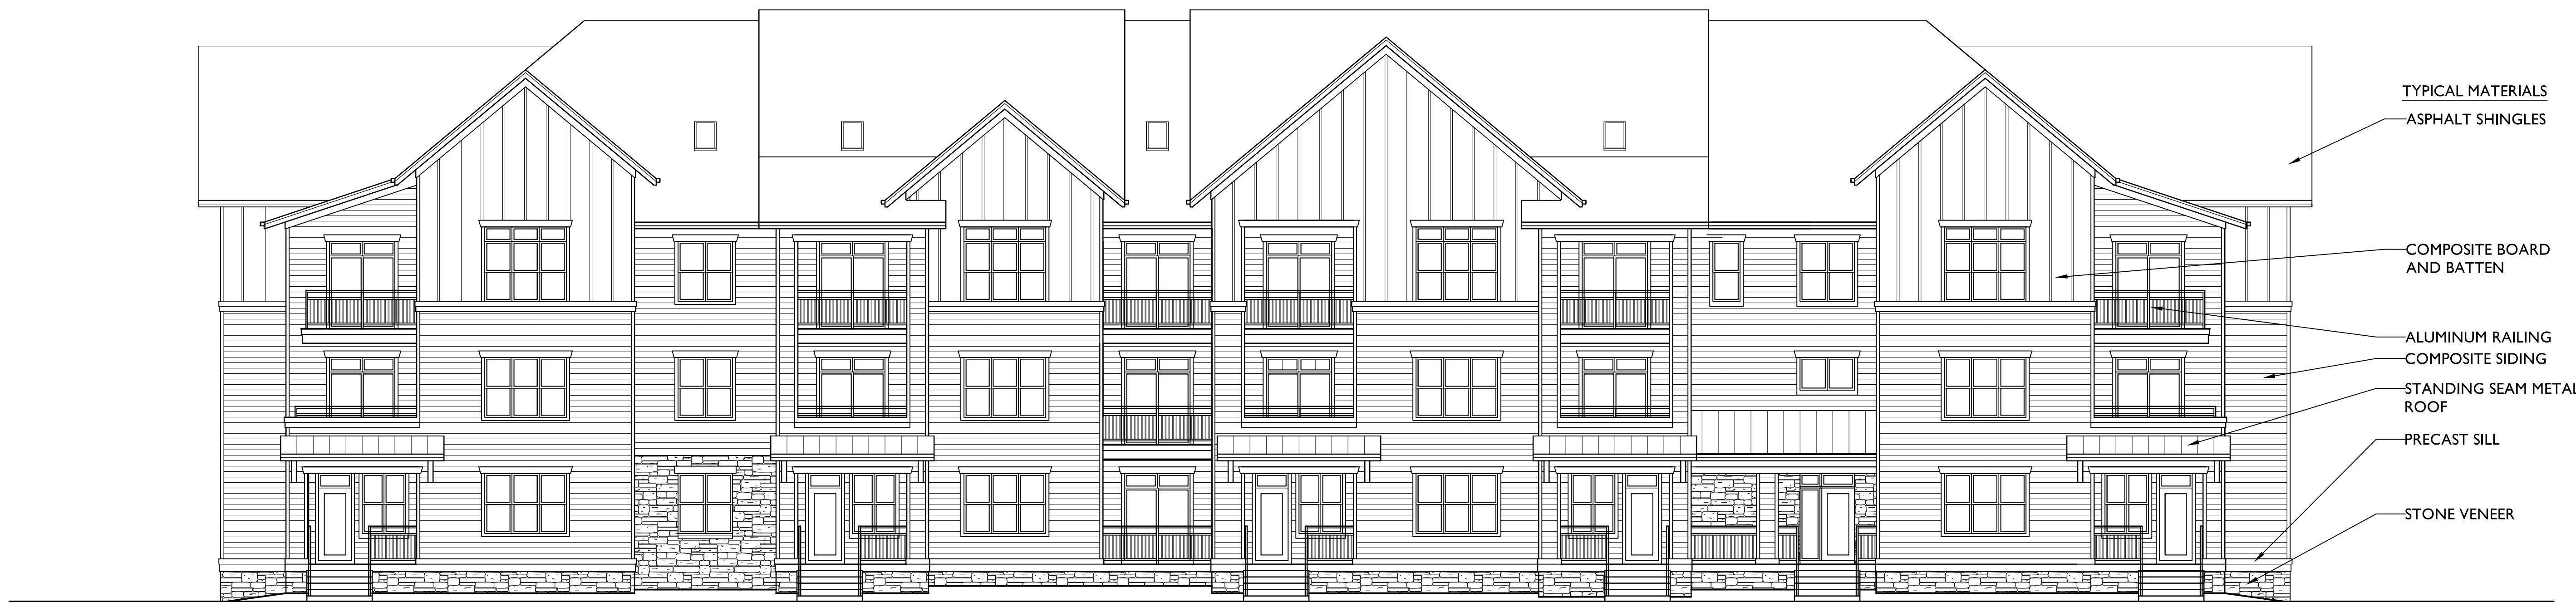 TYPICAL MATERIALS
ASPHALT SHINGLES
COMPOSITE BOARD
AND BATTEN
ALUMINUM RAILING
COMPOSITE SIDING
STANDING SEAM METAL
ROOF
PRECAST SILL
STONE VENEER